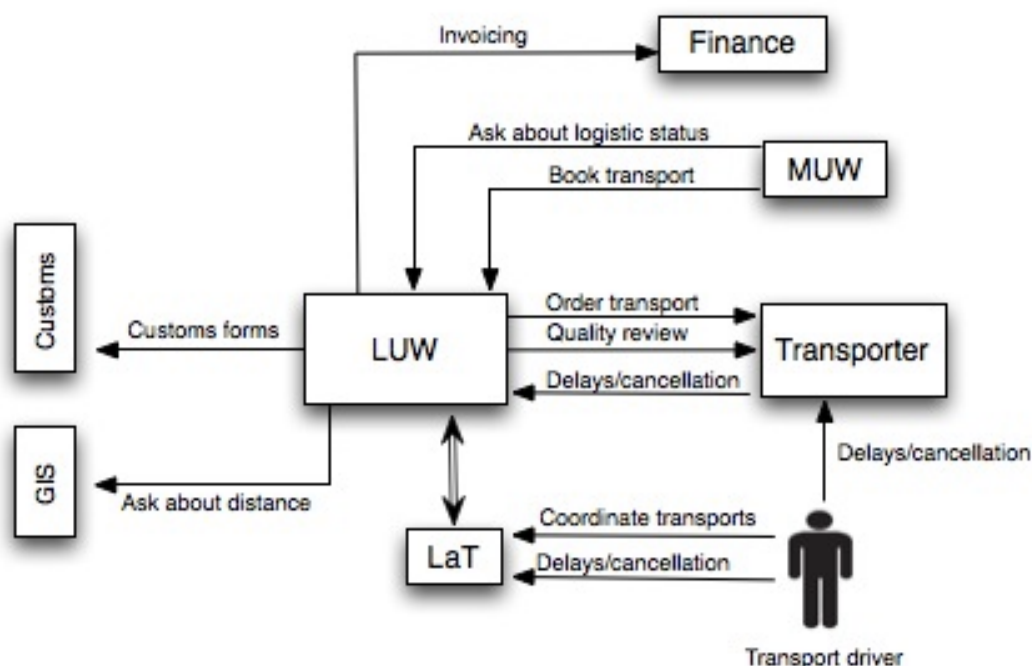 Invoicing
Finance
Ask about logistic status
MUW
Book transport
Customs
Customs forms
LUW
Order transport
Quality review
Transporter
Delays/cancellation
Delays/cancellation
GIS
Ask about distance
Coordinate transports
LaT
Delays/cancellation
Transport driver